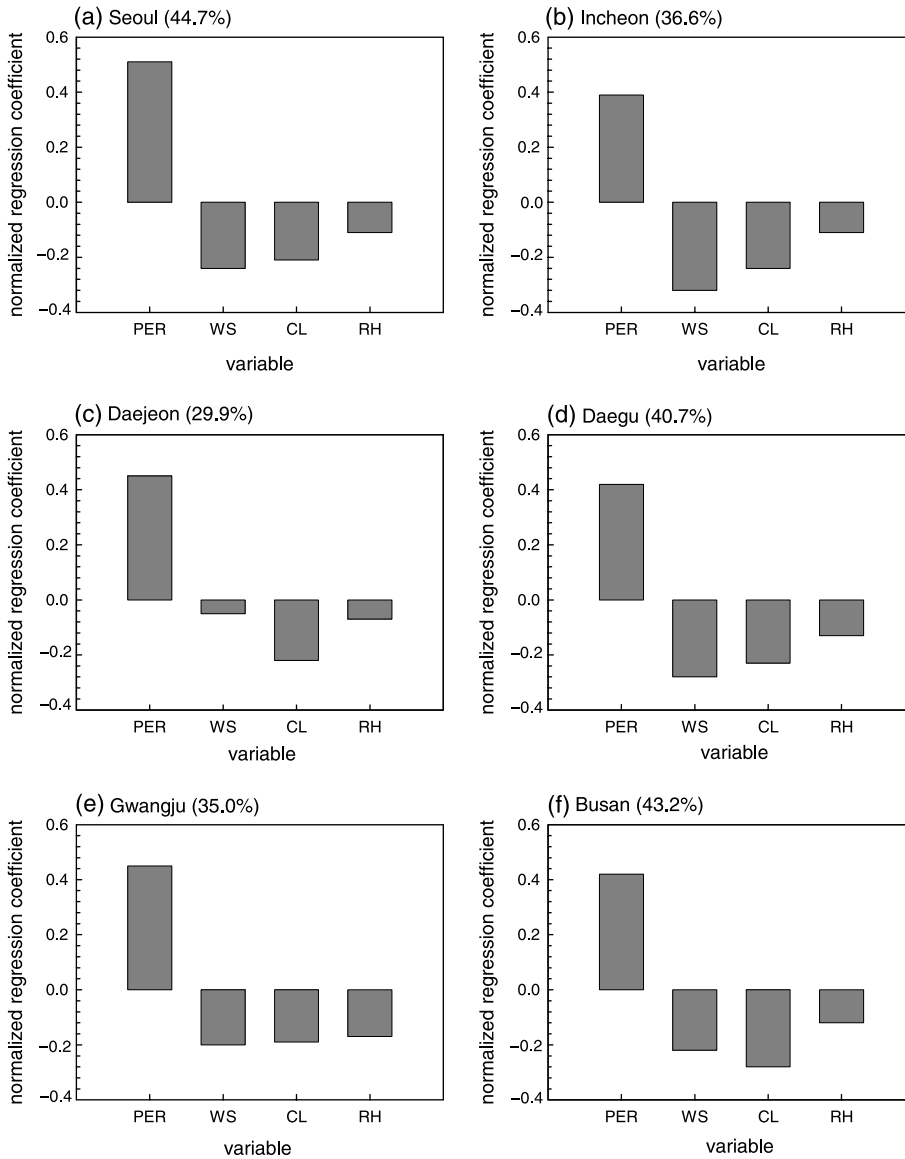 (a) Seoul (44.7%)
0.6
0.4
0.2
0.0
−0.2
−0.4
normalized regression coefficient
PER WS CL RH
variable
(b) Incheon (36.6%)
0.6
0.4
0.2
0.0
−0.2
−0.4
normalized regression coefficient
PER WS CL RH
variable
(c) Daejeon (29.9%)
0.6
0.4
0.2
0.0
−0.2
−0.4
normalized regression coefficient
PER WS CL RH
variable
(d) Daegu (40.7%)
0.6
0.4
0.2
0.0
−0.2
−0.4
normalized regression coefficient
PER WS CL RH
variable
(e) Gwangju (35.0%)
0.6
0.4
0.2
0.0
−0.2
−0.4
normalized regression coefficient
PER WS CL RH
variable
(f) Busan (43.2%)
0.6
0.4
0.2
0.0
−0.2
−0.4
normalized regression coefficient
PER WS CL RH
variable